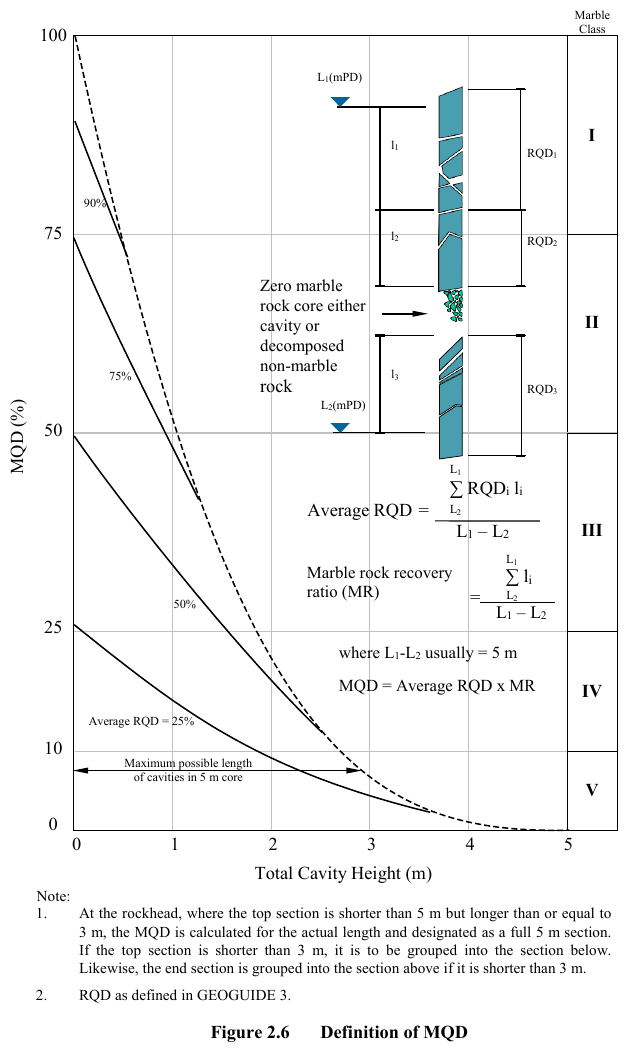 Marble
Class
100
L₁(mPD)
l₁
RQD₁
I
90%
75
l₂
RQD₂
Zero marble
rock core either
cavity or
decomposed
non-marble
rock
II
75%
l₃
RQD₃
L₂(mPD)
MQD (%)
50
Average RQD = 
L₁
∑ RQDᵢ lᵢ
L₂
L₁ – L₂
III
Marble rock recovery
ratio (MR)
=
L₁
∑ lᵢ
L₂
L₁ – L₂
50%
25
where L₁-L₂ usually = 5 m
MQD = Average RQD x MR
IV
Average RQD = 25%
10
Maximum possible length
of cavities in 5 m core
V
0
0 1 2 3 4 5
Total Cavity Height (m)
Note:
1. At the rockhead, where the top section is shorter than 5 m but longer than or equal to
3 m, the MQD is calculated for the actual length and designated as a full 5 m section.
If the top section is shorter than 3 m, it is to be grouped into the section below.
Likewise, the end section is grouped into the section above if it is shorter than 3 m.
2. RQD as defined in GEOGUIDE 3.
Figure 2.6 Definition of MQD